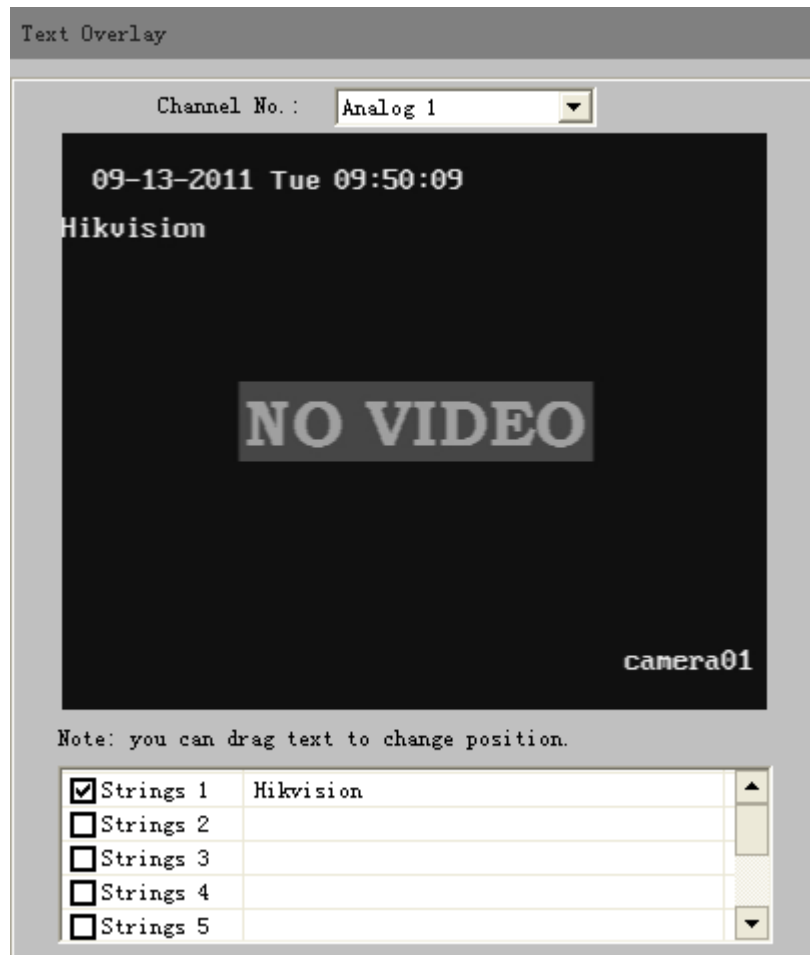 Text Overlay
Channel No.: Analog 1
09-13-2011 Tue 09:50:09
Hikvision
NO VIDEO
camera01
Note: you can drag text to change position.
Strings 1 Hikvision
Strings 2
Strings 3
Strings 4
Strings 5